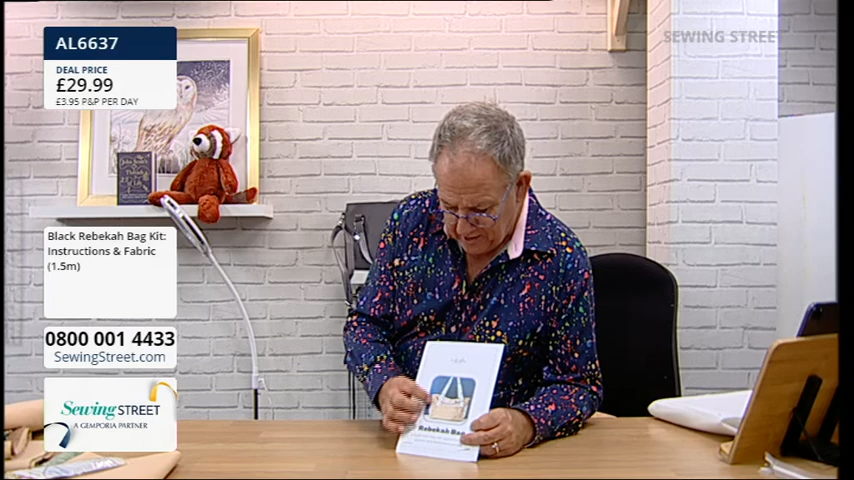 AL6637
DEAL PRICE
£29.99
£3.95 P&P PER DAY
SEWING STREET
Black Rebekah Bag Kit:
Instructions & Fabric
(1.5m)
0800 001 4433
SewingStreet.com
Sewing STREET
A GEMPORIA PARTNER
Rebekah Bag